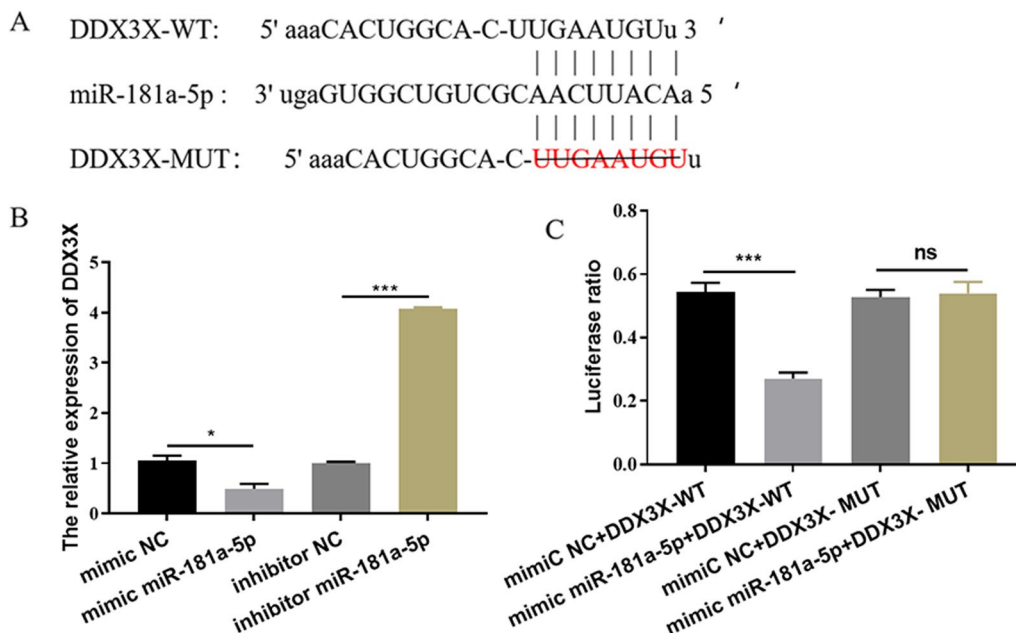 A
DDX3X-WT: 5' aaaCACUGGCA-C-UUGAAUGUu 3 ′
miR-181a-5p : 3' ugaGUGGCUGUCGCAACUUACAa 5 ′
DDX3X-MUT: 5' aaaCACUGGCA-C-UUGAAUGUu
B
The relative expression of DDX3X
5
4
3
2
1
0
*
***
mimic NC
mimic miR-181a-5p
inhibitor NC
inhibitor miR-181a-5p
C
Luciferase ratio
0.8
0.6
0.4
0.2
0.0
***
ns
mimiC NC+DDX3X-WT
mimic miR-181a-5p+DDX3X-WT
mimiC NC+DDX3X- MUT
mimic miR-181a-5p+DDX3X- MUT